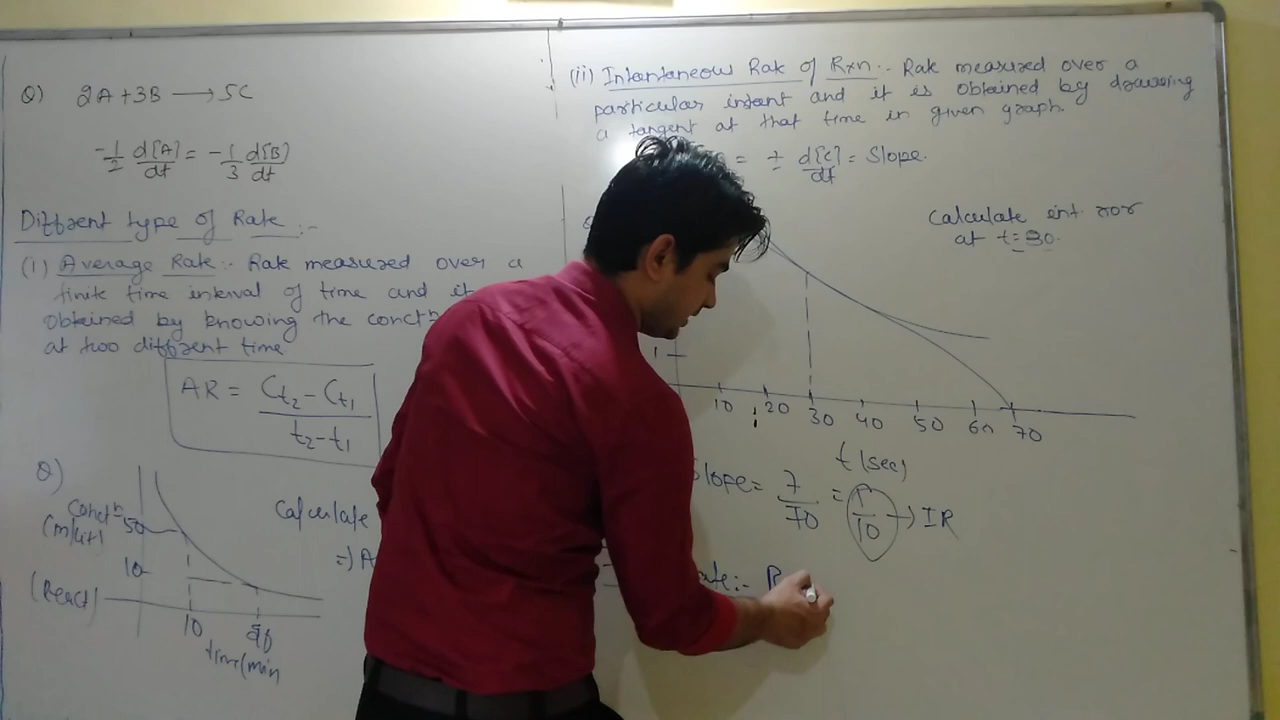 Q) 2A + 3B ⟶ 5C
-1/2 d[A]/dt = -1/3 d[B]/dt
Diffrent type of Rate :-
(1) Average Rate :- Rate measured over a
finite time interval of time and it
obtained by knowing the concⁿ
at two different time
AR = Ct2 - Ct1 / t2 - t1
Q)
Concⁿ
(m/lit)
50
10
(React)
10
time(min
Calculate
=) A
(ii) Intantaneous Rate of Rxn :- Rate measured over a
particular instant and it is obtained by drawing
a tangent at that time in given graph.
= ± d[C]/dt = Slope.
Calculate int ror
at t=30.
1
10 20 30 40 50 60 70
t (sec)
Slope = 7/70 = 1/10 → IR
Rate :- R